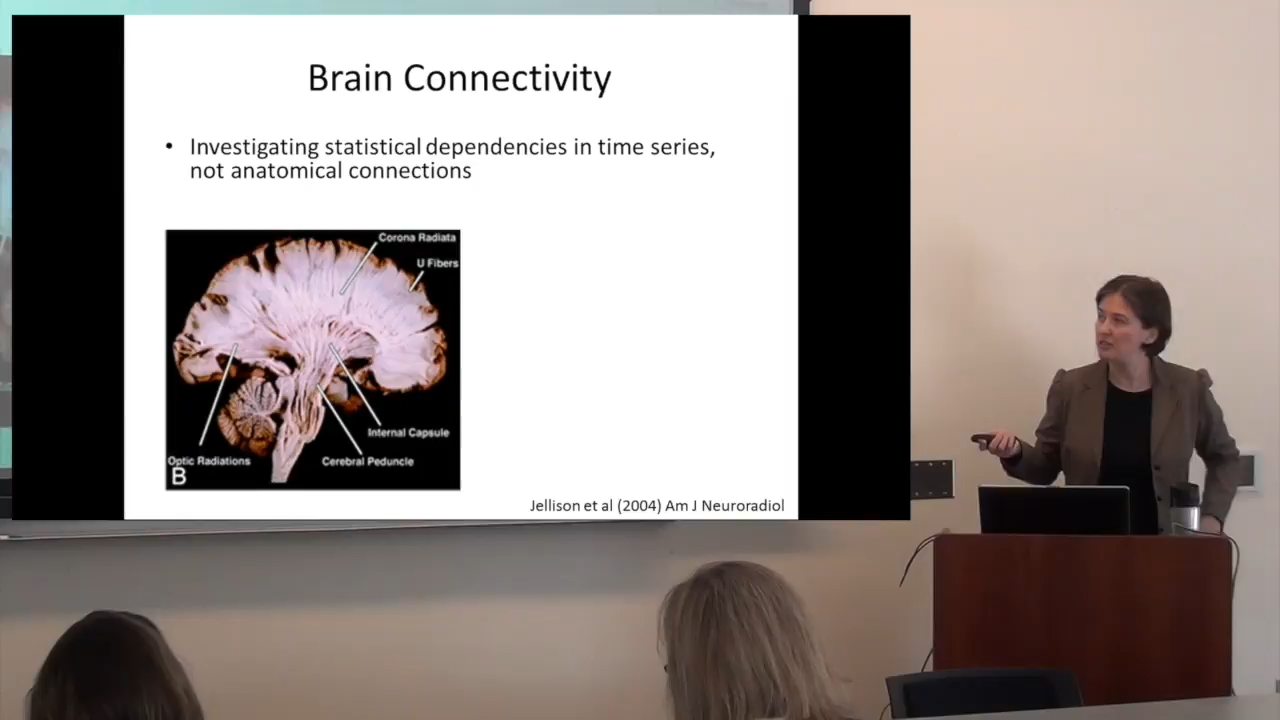 Brain Connectivity
• Investigating statistical dependencies in time series,
not anatomical connections
Corona Radiata
U Fibers
Internal Capsule
Optic Radiations
Cerebral Peduncle
B
Jellison et al (2004) Am J Neuroradiol